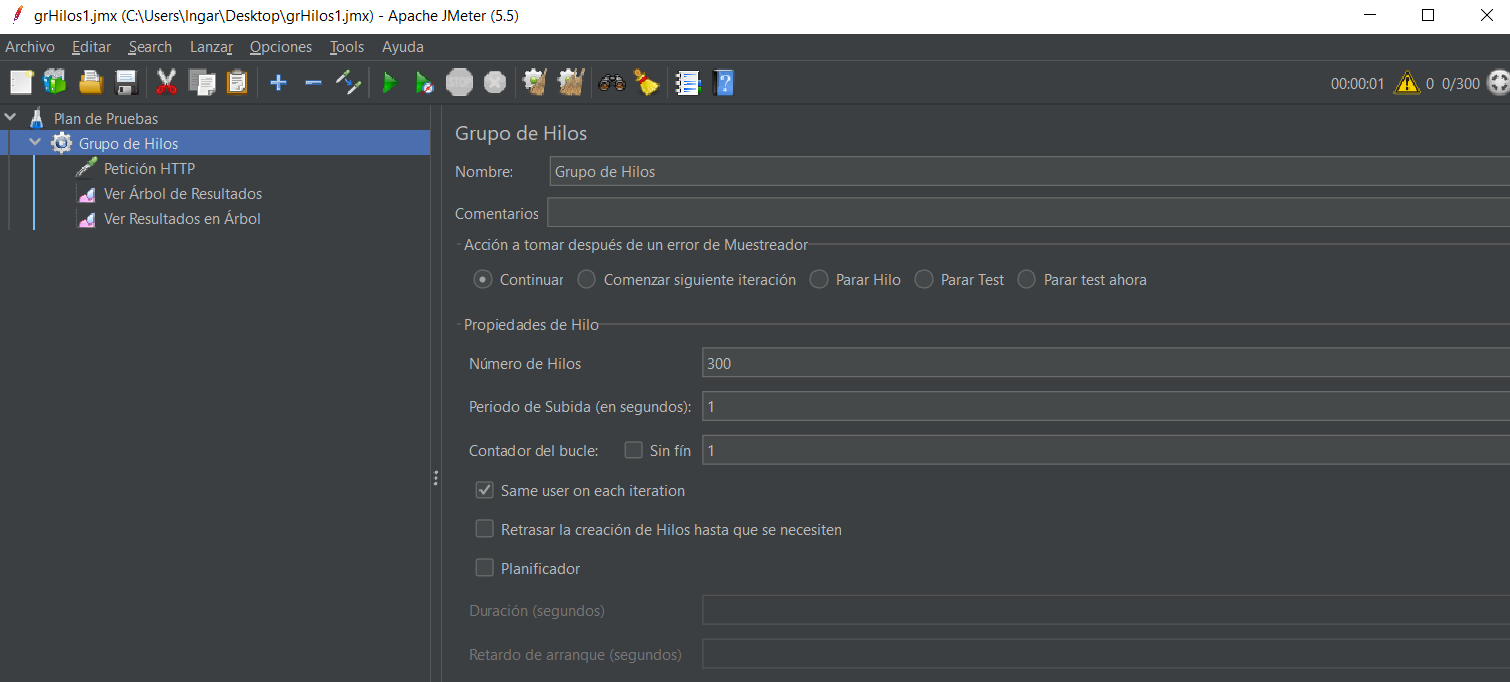 grHilos1.jmx (C:\Users\Ingar\Desktop\grHilos1.jmx) - Apache JMeter (5.5)
Archivo Editar Search Lanzar Opciones Tools Ayuda
STOP
00:00:01 0 0/300
Plan de Pruebas
Grupo de Hilos
Petición HTTP
Ver Árbol de Resultados
Ver Resultados en Árbol
Grupo de Hilos
Nombre: Grupo de Hilos
Comentarios
Acción a tomar después de un error de Muestreador
Continuar Comenzar siguiente iteración Parar Hilo Parar Test Parar test ahora
Propiedades de Hilo
Número de Hilos 300
Periodo de Subida (en segundos): 1
Contador del bucle: Sin fín 1
Same user on each iteration
Retrasar la creación de Hilos hasta que se necesiten
Planificador
Duración (segundos)
Retardo de arranque (segundos)